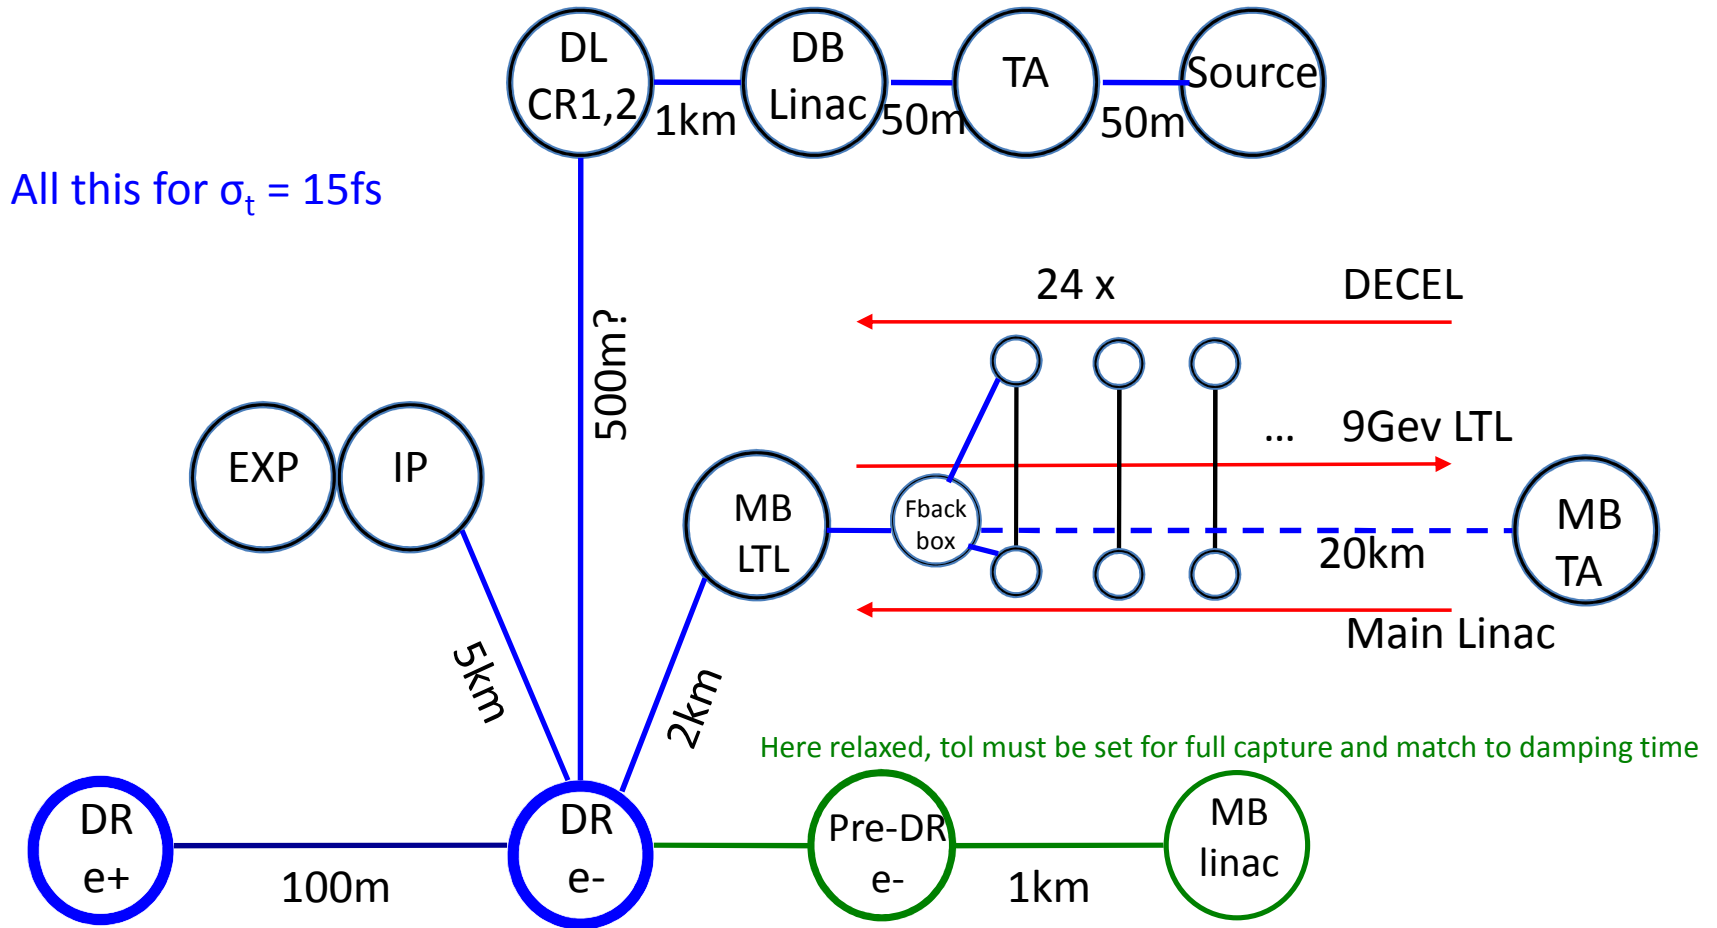 DL
CR1,2
1km
DB
Linac
50m
TA
50m
Source
All this for σt = 15fs
500m?
24 x
DECEL
EXP
IP
... 9Gev LTL
MB
LTL
Fback
box
20km
MB
TA
Main Linac
5km
2km
Here relaxed, tol must be set for full capture and match to damping time
DR
e+
100m
DR
e-
Pre-DR
e-
1km
MB
linac